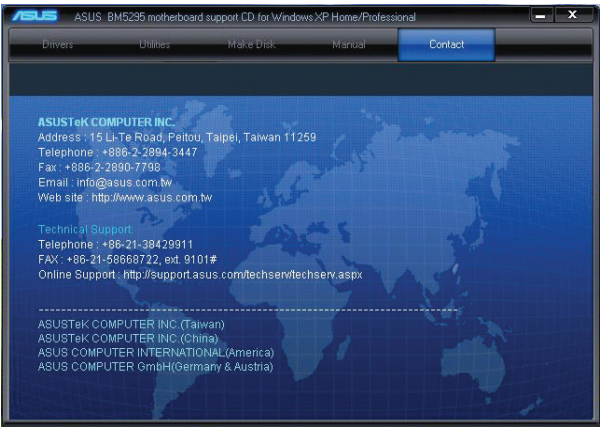 ASUS ASUS BM5295 motherboard support CD for Windows XP Home/Professional
Drivers Utilities Make Disk Manual Contact
ASUSTeK COMPUTER INC.
Address : 15 Li-Te Road, Peitou, Taipei, Taiwan 11259
Telephone : +886-2-2894-3447
Fax : +886-2-2890-7798
Email : info@asus.com.tw
Web site : http://www.asus.com.tw
Technical Support
Telephone : +86-21-38429911
FAX : +86-21-58668722, ext. 9101#
Online Support : http://support.asus.com/techserv/techserv.aspx
ASUSTeK COMPUTER INC.(Taiwan)
ASUSTeK COMPUTER INC.(China)
ASUS COMPUTER INTERNATIONAL(America)
ASUS COMPUTER GmbH(Germany & Austria)